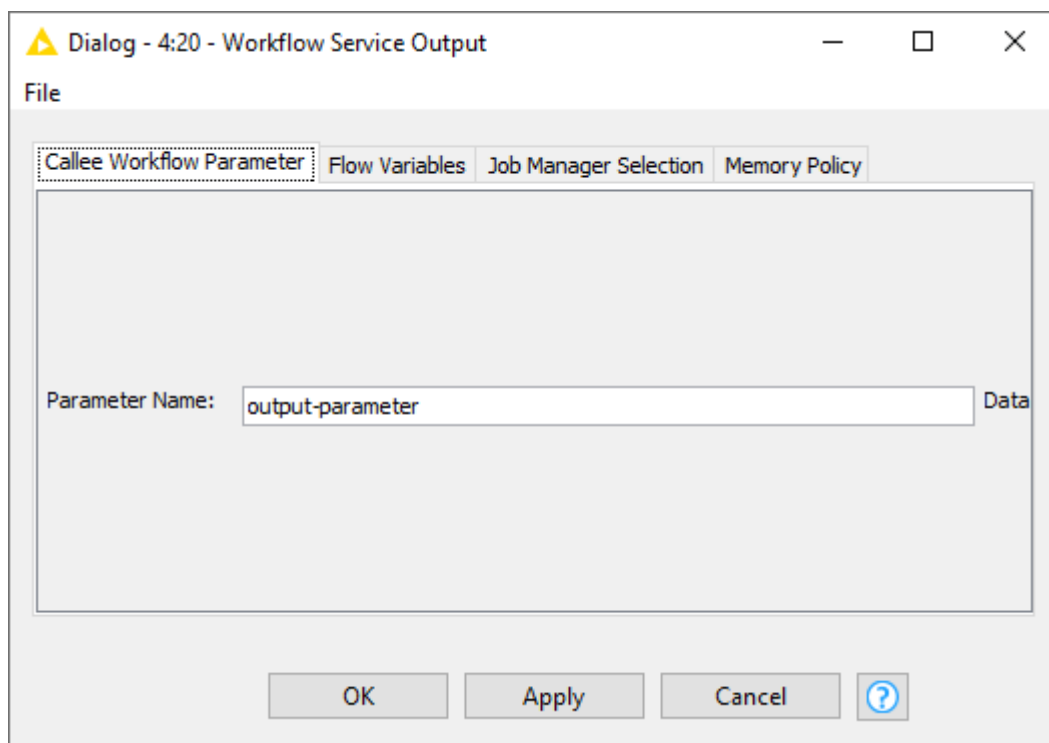 Dialog - 4:20 - Workflow Service Output
File
Callee Workflow Parameter Flow Variables Job Manager Selection Memory Policy
Parameter Name: output-parameter Data
OK Apply Cancel ?